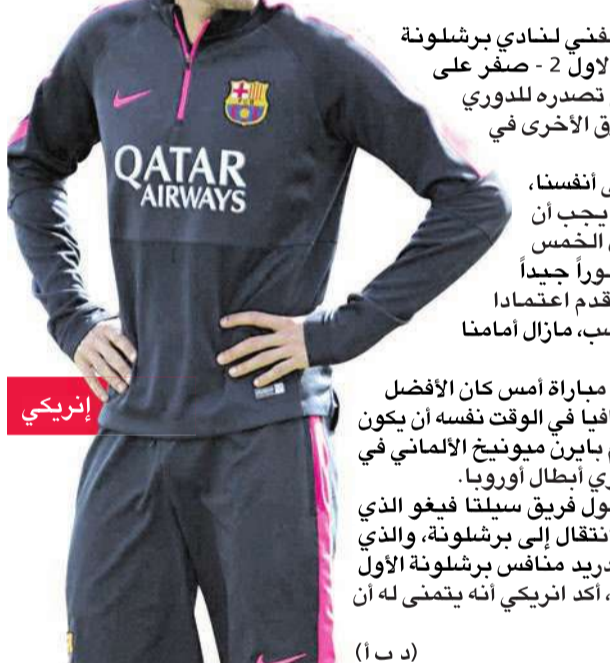 فني لنادي برشلونة
لاول 2 - صفر على
تصدره للدوري
ق الأخرى في
ى أنفسنا،
يجب أن
الخمس
وراً جيداً
قدم اعتمادا
سب، مازال أمامنا
مباراة أمس كان الأفضل
افيا في الوقت نفسه أن يكون
بايرن ميونيخ الألماني في
ري أبطال أوروبا.
ول فريق سيلتا فيغو الذي
انتقال إلى برشلونة، والذي
دريد منافس برشلونة الأول
، أكد انريكي أنه يتمنى له أن
(د ب أ)
QATAR
AIRWAYS
إنريكي